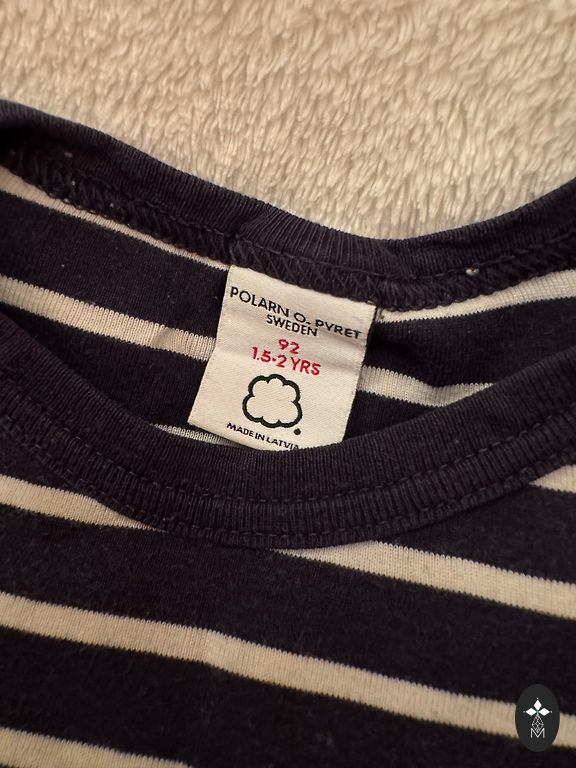 POLARN O. PYRET
SWEDEN
92
1.5-2 YRS
MADE IN LATVIA
M